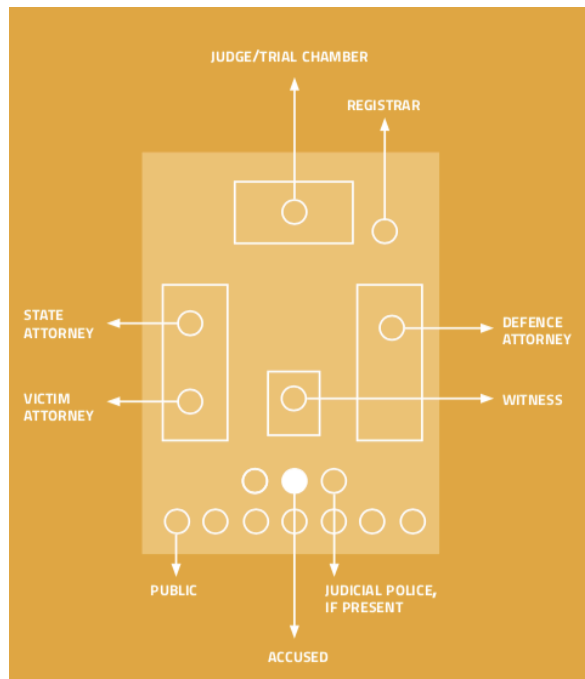 JUDGE/TRIAL CHAMBER
REGISTRAR
STATE
ATTORNEY
DEFENCE
ATTORNEY
VICTIM
ATTORNEY
WITNESS
PUBLIC
JUDICIAL POLICE,
IF PRESENT
ACCUSED